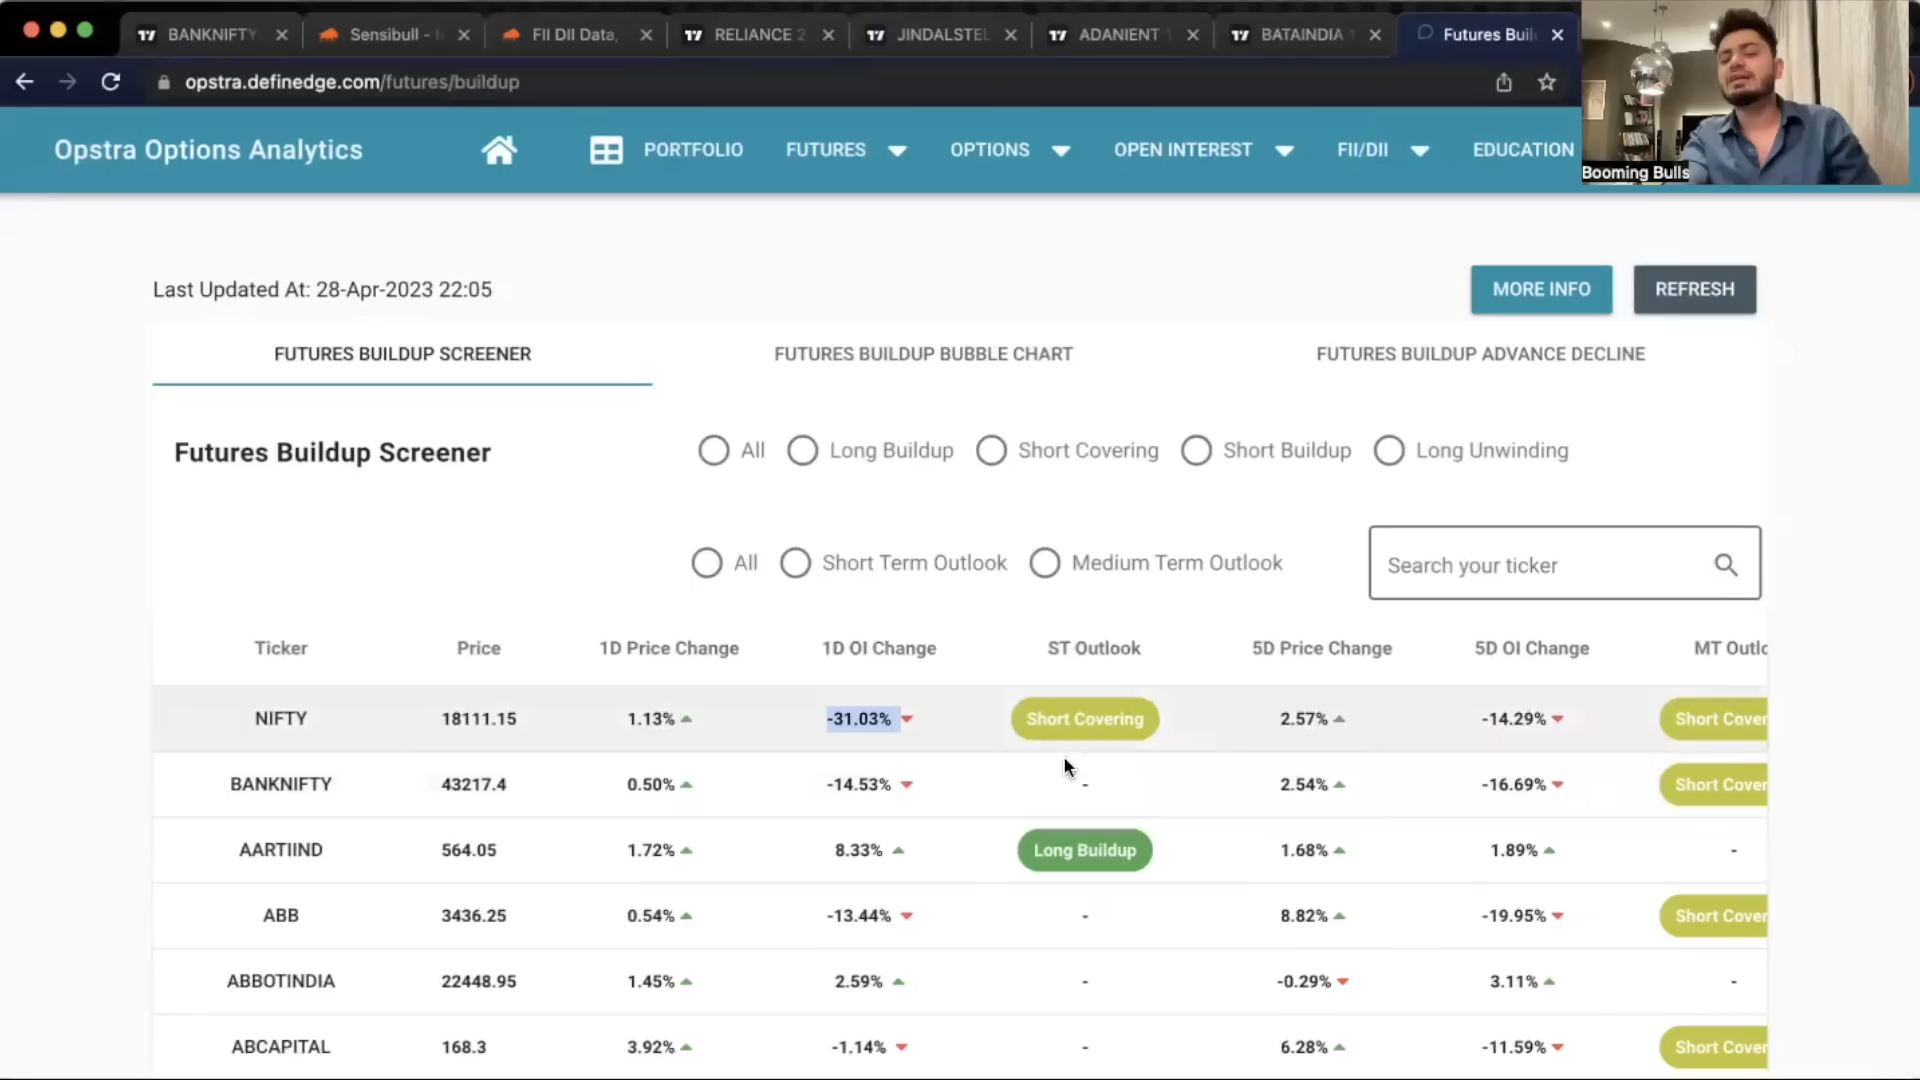 BANKNIFTY
Sensibull -
FII DII Data,
RELIANCE 2
JINDALSTEL
ADANIENT 1
BATAINDIA 1
Futures Buil
opstra.definedge.com/futures/buildup
Booming Bulls
Opstra Options Analytics
PORTFOLIO
FUTURES
OPTIONS
OPEN INTEREST
FII/DII
EDUCATION
Last Updated At: 28-Apr-2023 22:05
MORE INFO
REFRESH
FUTURES BUILDUP SCREENER
FUTURES BUILDUP BUBBLE CHART
FUTURES BUILDUP ADVANCE DECLINE
Futures Buildup Screener
All Long Buildup Short Covering Short Buildup Long Unwinding
All Short Term Outlook Medium Term Outlook
Search your ticker
Ticker Price 1D Price Change 1D OI Change ST Outlook 5D Price Change 5D OI Change MT Outlo
NIFTY 18111.15 1.13% -31.03% Short Covering 2.57% -14.29% Short Cover
BANKNIFTY 43217.4 0.50% -14.53% - 2.54% -16.69% Short Cover
AARTIIND 564.05 1.72% 8.33% Long Buildup 1.68% 1.89% -
ABB 3436.25 0.54% -13.44% - 8.82% -19.95% Short Cover
ABBOTINDIA 22448.95 1.45% 2.59% - -0.29% 3.11% -
ABCAPITAL 168.3 3.92% -1.14% - 6.28% -11.59% Short Cover